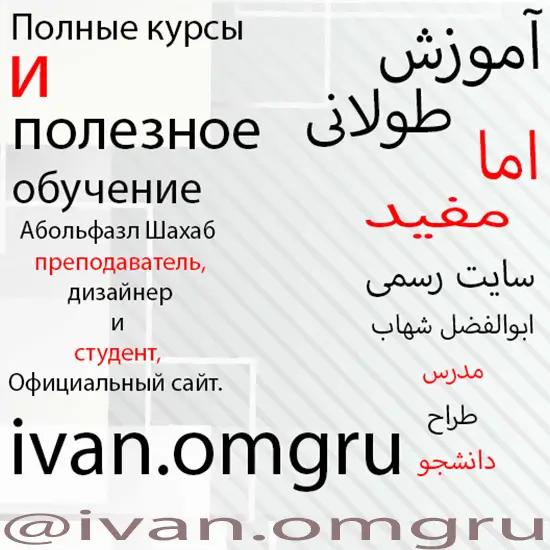 Полные курсы
и
полезное
обучение
Абольфазл Шахаб
преподаватель,
дизайнер
и
студент,
Официальный сайт.
ivan.omgru
آموزش
طولانی
اما
مفید
سایت رسمی
ابوالفضل شهاب
مدرس
طراح
دانشجو
@ivan.omgru